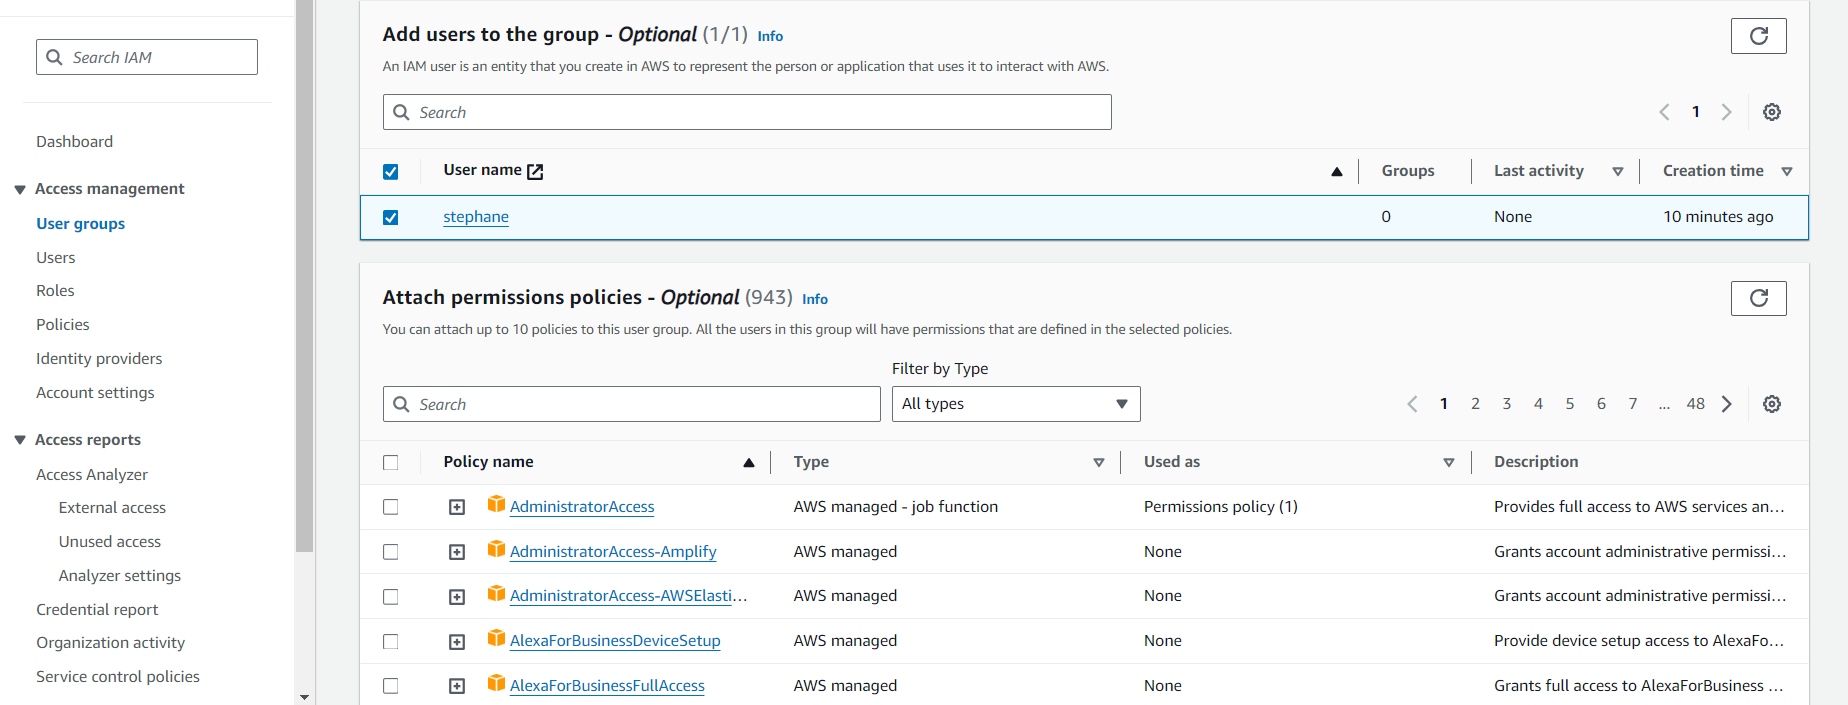 Search IAM
Dashboard
Access management
User groups
Users
Roles
Policies
Identity providers
Account settings
Access reports
Access Analyzer
External access
Unused access
Analyzer settings
Credential report
Organization activity
Service control policies
Add users to the group - Optional (1/1) Info
An IAM user is an entity that you create in AWS to represent the person or application that uses it to interact with AWS.
Search
1
User name Groups Last activity Creation time
stephane 0 None 10 minutes ago
Attach permissions policies - Optional (943) Info
You can attach up to 10 policies to this user group. All the users in this group will have permissions that are defined in the selected policies.
Filter by Type
Search All types 1 2 3 4 5 6 7 ... 48
Policy name Type Used as Description
AdministratorAccess AWS managed - job function Permissions policy (1) Provides full access to AWS services an...
AdministratorAccess-Amplify AWS managed None Grants account administrative permissi...
AdministratorAccess-AWSElasti... AWS managed None Grants account administrative permissi...
AlexaForBusinessDeviceSetup AWS managed None Provide device setup access to AlexaFo...
AlexaForBusinessFullAccess AWS managed None Grants full access to AlexaForBusiness ...